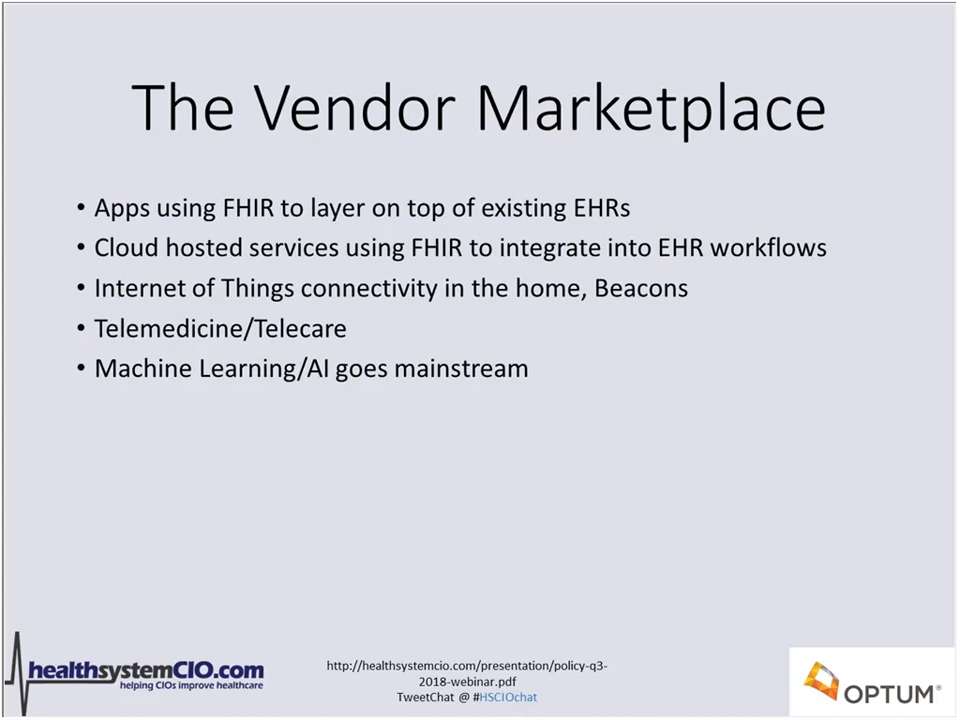 The Vendor Marketplace
• Apps using FHIR to layer on top of existing EHRs
• Cloud hosted services using FHIR to integrate into EHR workflows
• Internet of Things connectivity in the home, Beacons
• Telemedicine/Telecare
• Machine Learning/AI goes mainstream
healthsystemCIO.com
helping CIOs improve healthcare
http://healthsystemcio.com/presentation/policy-q3-
2018-webinar.pdf
TweetChat @ #HSCIOchat
OPTUM®